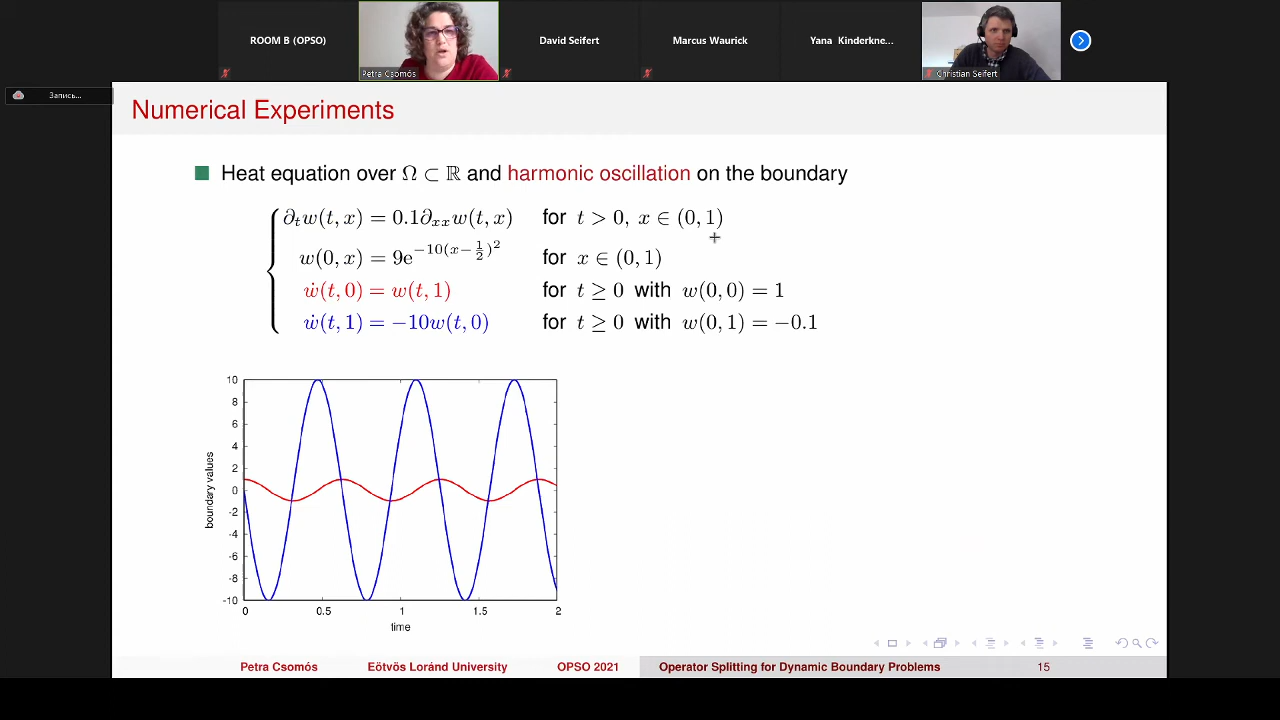 ROOM B (OPSO)
David Seifert
Marcus Waurick
Yana Kinderkne...
Petra Csomós
Christian Seifert
Запись...
Numerical Experiments
Heat equation over Ω ⊂ ℝ and harmonic oscillation on the boundary
∂ₜw(t, x) = 0.1∂ₓₓw(t, x) for t > 0, x ∈ (0, 1)
w(0, x) = 9e^{−10(x−1/2)²} for x ∈ (0, 1)
ẇ(t, 0) = w(t, 1) for t ≥ 0 with w(0, 0) = 1
ẇ(t, 1) = −10w(t, 0) for t ≥ 0 with w(0, 1) = −0.1
10
8
6
4
2
0
-2
-4
-6
-8
-10
boundary values
0 0.5 1 1.5 2
time
Petra Csomós Eötvös Loránd University OPSO 2021 Operator Splitting for Dynamic Boundary Problems 15